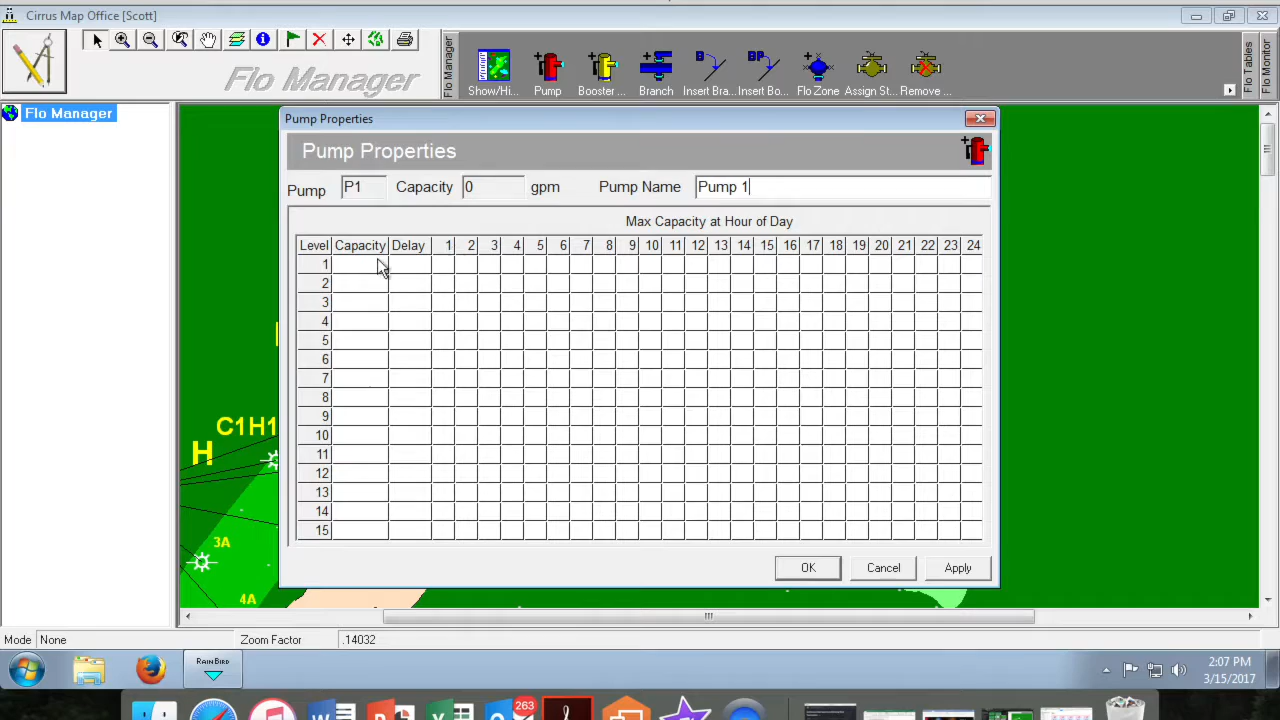 Cirrus Map Office [Scott]
Flo Manager
Flo Manager
Show/Hi...
Pump
Booster ...
Branch
Insert Bra...
Insert Bo...
Flo Zone
Assign St...
Remove ...
Flo Tables
Flo Monitor
Flo Manager
Pump Properties
Pump Properties
Pump P1 Capacity 0 gpm Pump Name Pump 1
Max Capacity at Hour of Day
Level Capacity Delay 1 2 3 4 5 6 7 8 9 10 11 12 13 14 15 16 17 18 19 20 21 22 23 24
1
2
3
4
5
6
7
8
9
10
11
12
13
14
15
OK Cancel Apply
C1H1
H
3A
4A
Mode None Zoom Factor .14032
RAIN BIRD
2:07 PM
3/15/2017
263